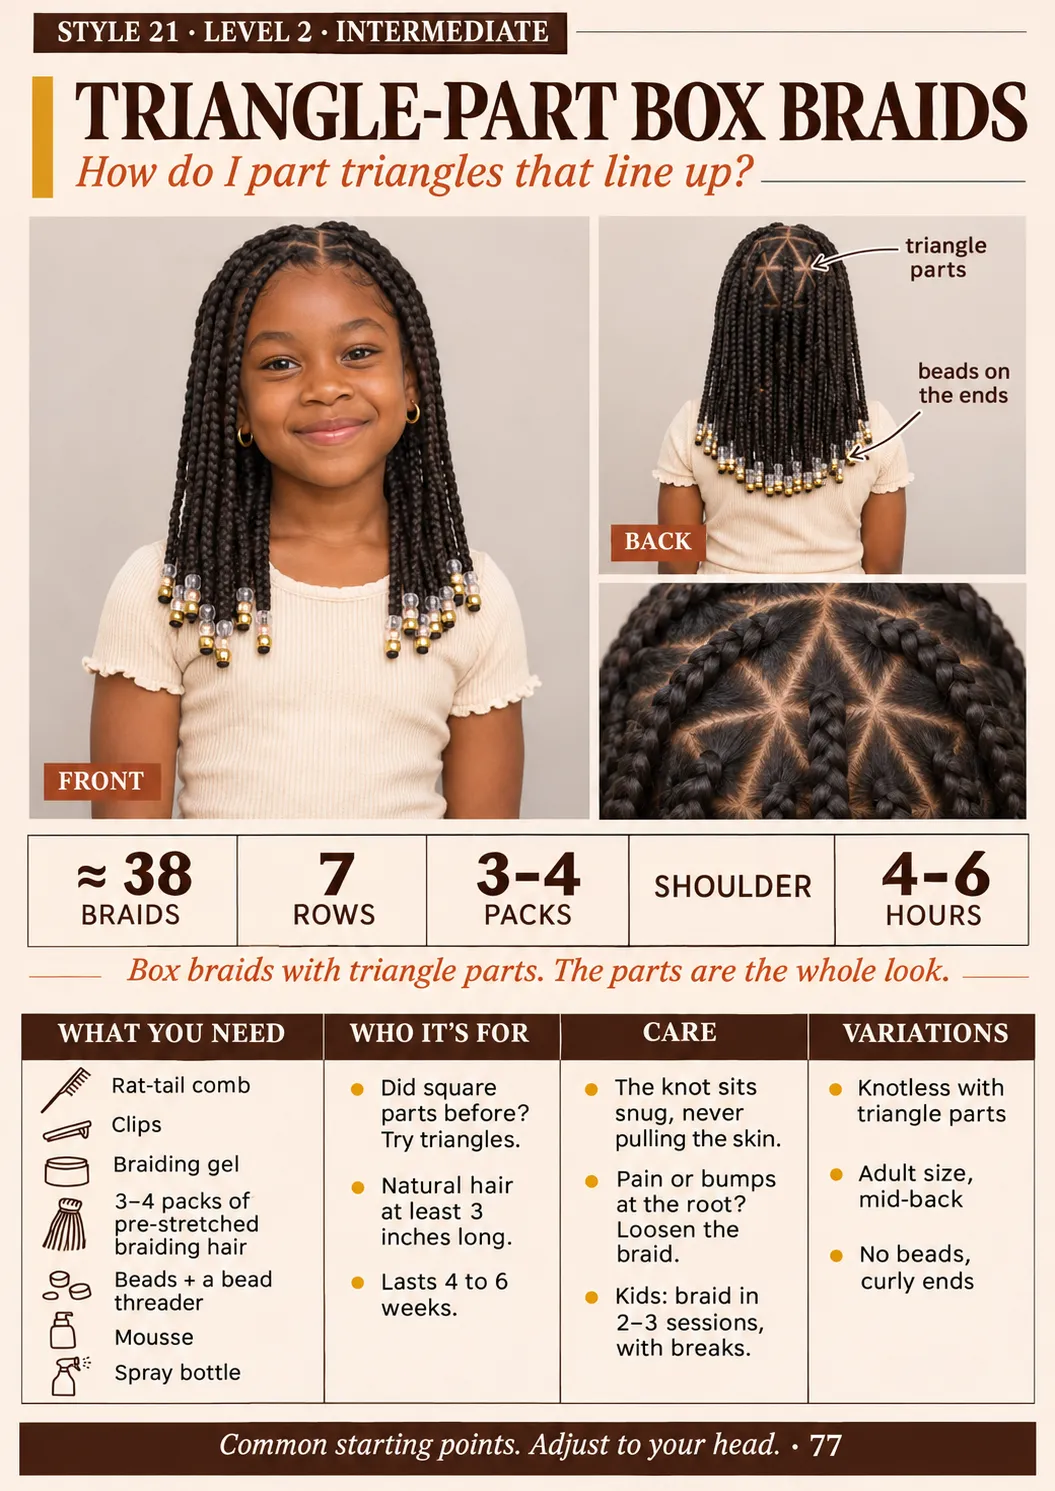 STYLE 21 · LEVEL 2 · INTERMEDIATE
TRIANGLE-PART BOX BRAIDS
How do I part triangles that line up?
triangle
parts
beads on
the ends
FRONT
BACK
≈ 38
BRAIDS
7
ROWS
3–4
PACKS
SHOULDER
4–6
HOURS
Box braids with triangle parts. The parts are the whole look.
WHAT YOU NEED
Rat-tail comb
Clips
Braiding gel
3–4 packs of
pre-stretched
braiding hair
Beads + a bead
threader
Mousse
Spray bottle
WHO IT'S FOR
Did square
parts before?
Try triangles.
Natural hair
at least 3
inches long.
Lasts 4 to 6
weeks.
CARE
The knot sits
snug, never
pulling the skin.
Pain or bumps
at the root?
Loosen the
braid.
Kids: braid in
2–3 sessions,
with breaks.
VARIATIONS
Knotless with
triangle parts
Adult size,
mid-back
No beads,
curly ends
Common starting points. Adjust to your head. · 77